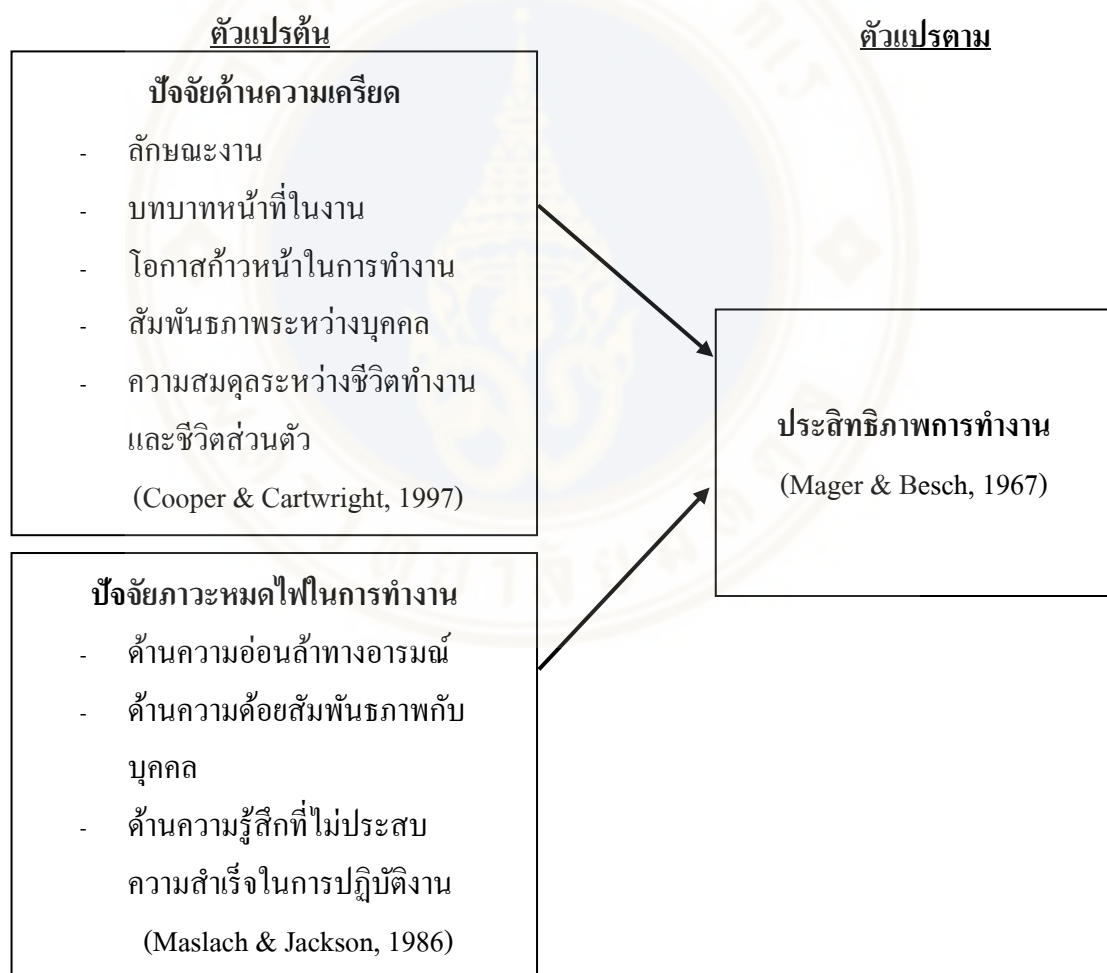 ตัวแปรต้น
ตัวแปรตาม
ปัจจัยด้านความเครียด
- ลักษณะงาน
- บทบาทหน้าที่ในงาน
- โอกาสก้าวหน้าในการทำงาน
- สัมพันธภาพระหว่างบุคคล
- ความสมดุลระหว่างชีวิตทำงาน
และชีวิตส่วนตัว
(Cooper & Cartwright, 1997)
ปัจจัยภาวะหมดไฟในการทำงาน
- ด้านความอ่อนล้าทางอารมณ์
- ด้านความด้อยสัมพันธภาพกับ
บุคคล
- ด้านความรู้สึกที่ไม่ประสบ
ความสำเร็จในการปฏิบัติงาน
(Maslach & Jackson, 1986)
ประสิทธิภาพการทำงาน
(Mager & Besch, 1967)